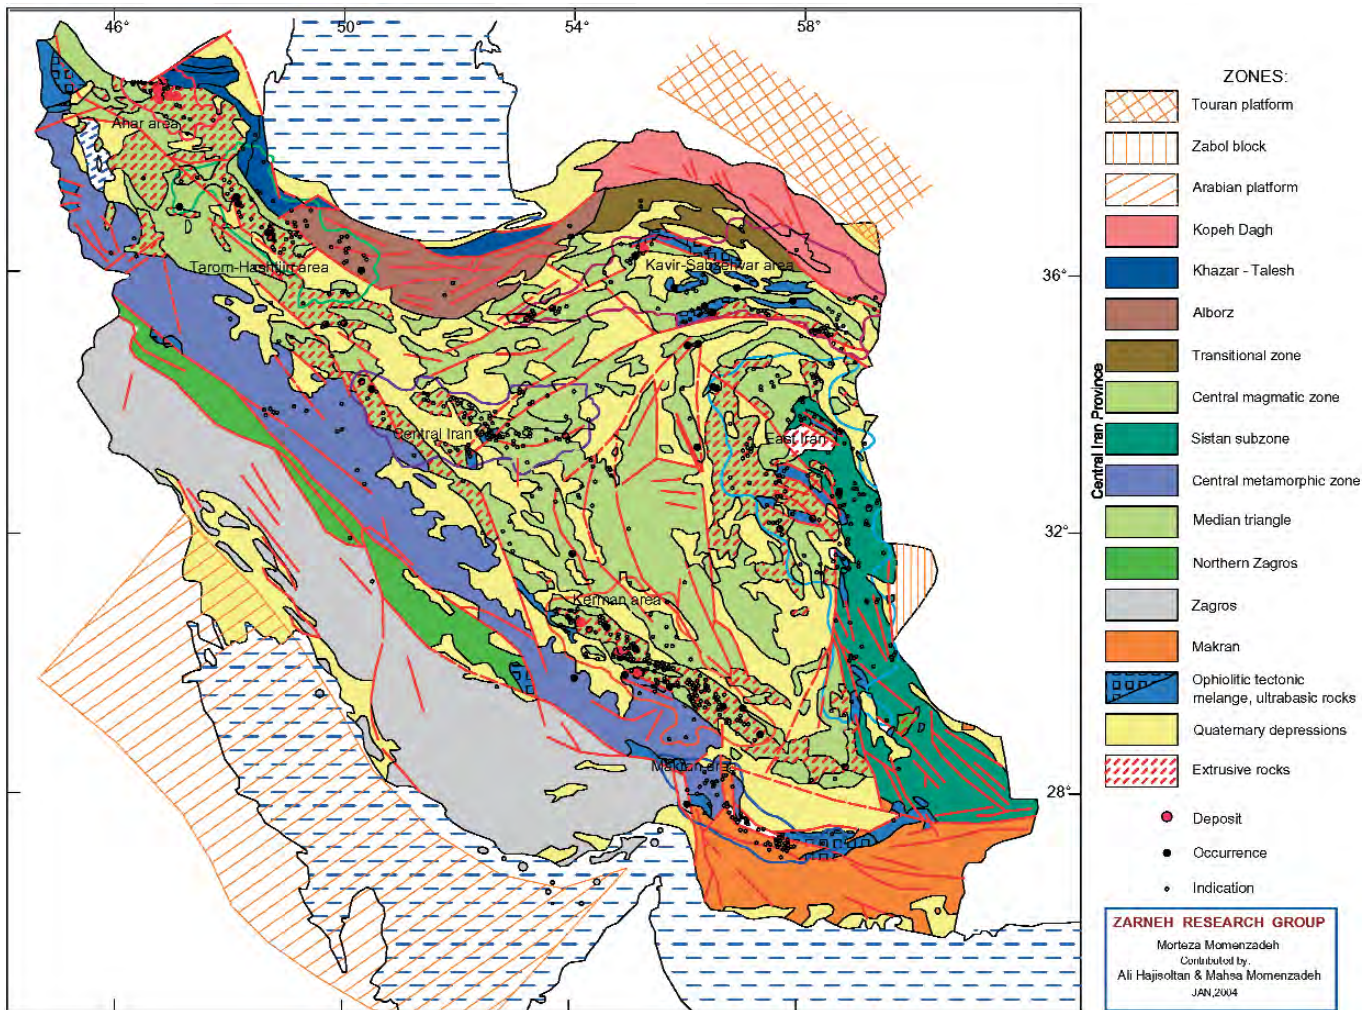 46°
50°
54°
58°
36°
32°
28°
Ahar area
Tarom-Hashtjin area
Kavir-Sabzehvar area
Central Iran
East Iran
Kerman area
Makran area
Central Iran Province
ZONES:
Touran platform
Zabol block
Arabian platform
Kopeh Dagh
Khazar - Talesh
Alborz
Transitional zone
Central magmatic zone
Sistan subzone
Central metamorphic zone
Median triangle
Northern Zagros
Zagros
Makran
Ophiolitic tectonic
melange, ultrabasic rocks
Quaternary depressions
Extrusive rocks
Deposit
Occurrence
Indication
ZARNEH RESEARCH GROUP
Morteza Momenzadeh
Contributed by:
Ali Hajisoltan & Mahsa Momenzadeh
JAN,2004